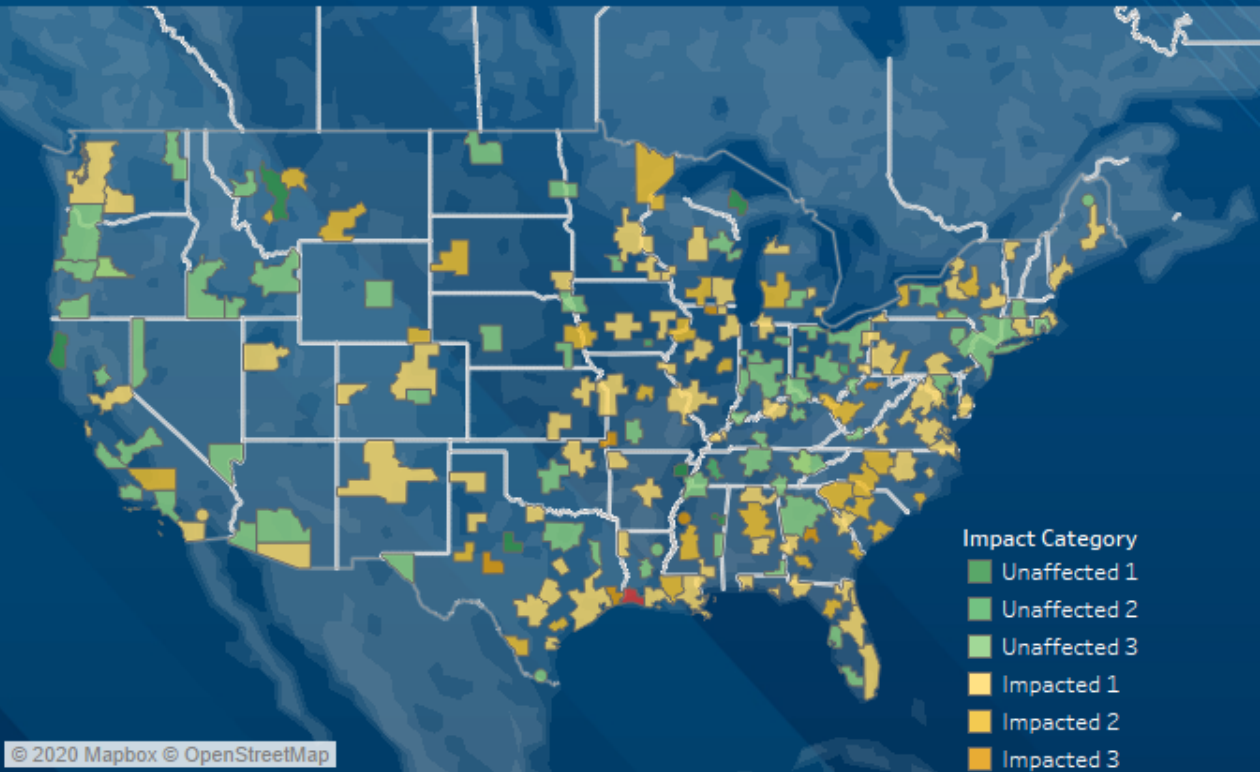 Impact Category
Unaffected 1
Unaffected 2
Unaffected 3
Impacted 1
Impacted 2
Impacted 3
© 2020 Mapbox © OpenStreetMap